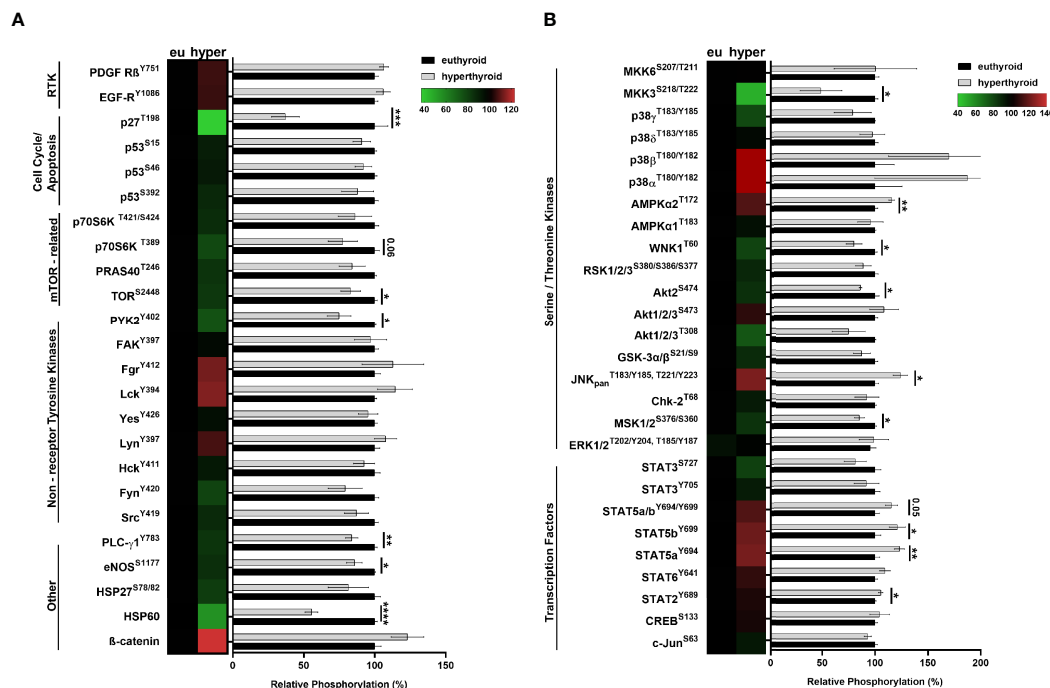 A
eu hyper
euthyroid
hyperthyroid
40 60 80 100 120
RTK
PDGF Rß Y751
EGF-R Y1086
Cell Cycle/
Apoptosis
p27 T198
***
p53 S15
p53 S46
p53 S392
mTOR - related
p70S6K T421/S424
p70S6K T389
0.06
PRAS40 T246
TOR S2448
*
Non - receptor Tyrosine Kinases
PYK2 Y402
*
FAK Y397
Fgr Y412
Lck Y394
Yes Y426
Lyn Y397
Hck Y411
Fyn Y420
Src Y419
Other
PLC-γ1 Y783
**
eNOS S1177
*
HSP27 S78/82
HSP60
****
ß-catenin
0 50 100 150
Relative Phosphorylation (%)
B
eu hyper
euthyroid
hyperthyroid
40 60 80 100 120 140
Serine / Threonine Kinases
MKK6 S207/T211
MKK3 S218/T222
*
p38γ T183/Y185
p38δ T183/Y185
p38β T180/Y182
p38α T180/Y182
AMPKα2 T172
**
AMPKα1 T183
WNK1 T60
*
RSK1/2/3 S380/S386/S377
Akt2 S474
*
Akt1/2/3 S473
Akt1/2/3 T308
GSK-3α/β S21/S9
JNKpan T183/Y185, T221/Y223
*
Chk-2 T68
MSK1/2 S376/S360
*
ERK1/2 T202/Y204, T185/Y187
Transcription Factors
STAT3 S727
STAT3 Y705
STAT5a/b Y694/Y699
0.05
STAT5b Y699
*
STAT5a Y694
**
STAT6 Y641
STAT2 Y689
*
CREB S133
c-Jun S63
0 50 100 150 200
Relative Phosphorylation (%)